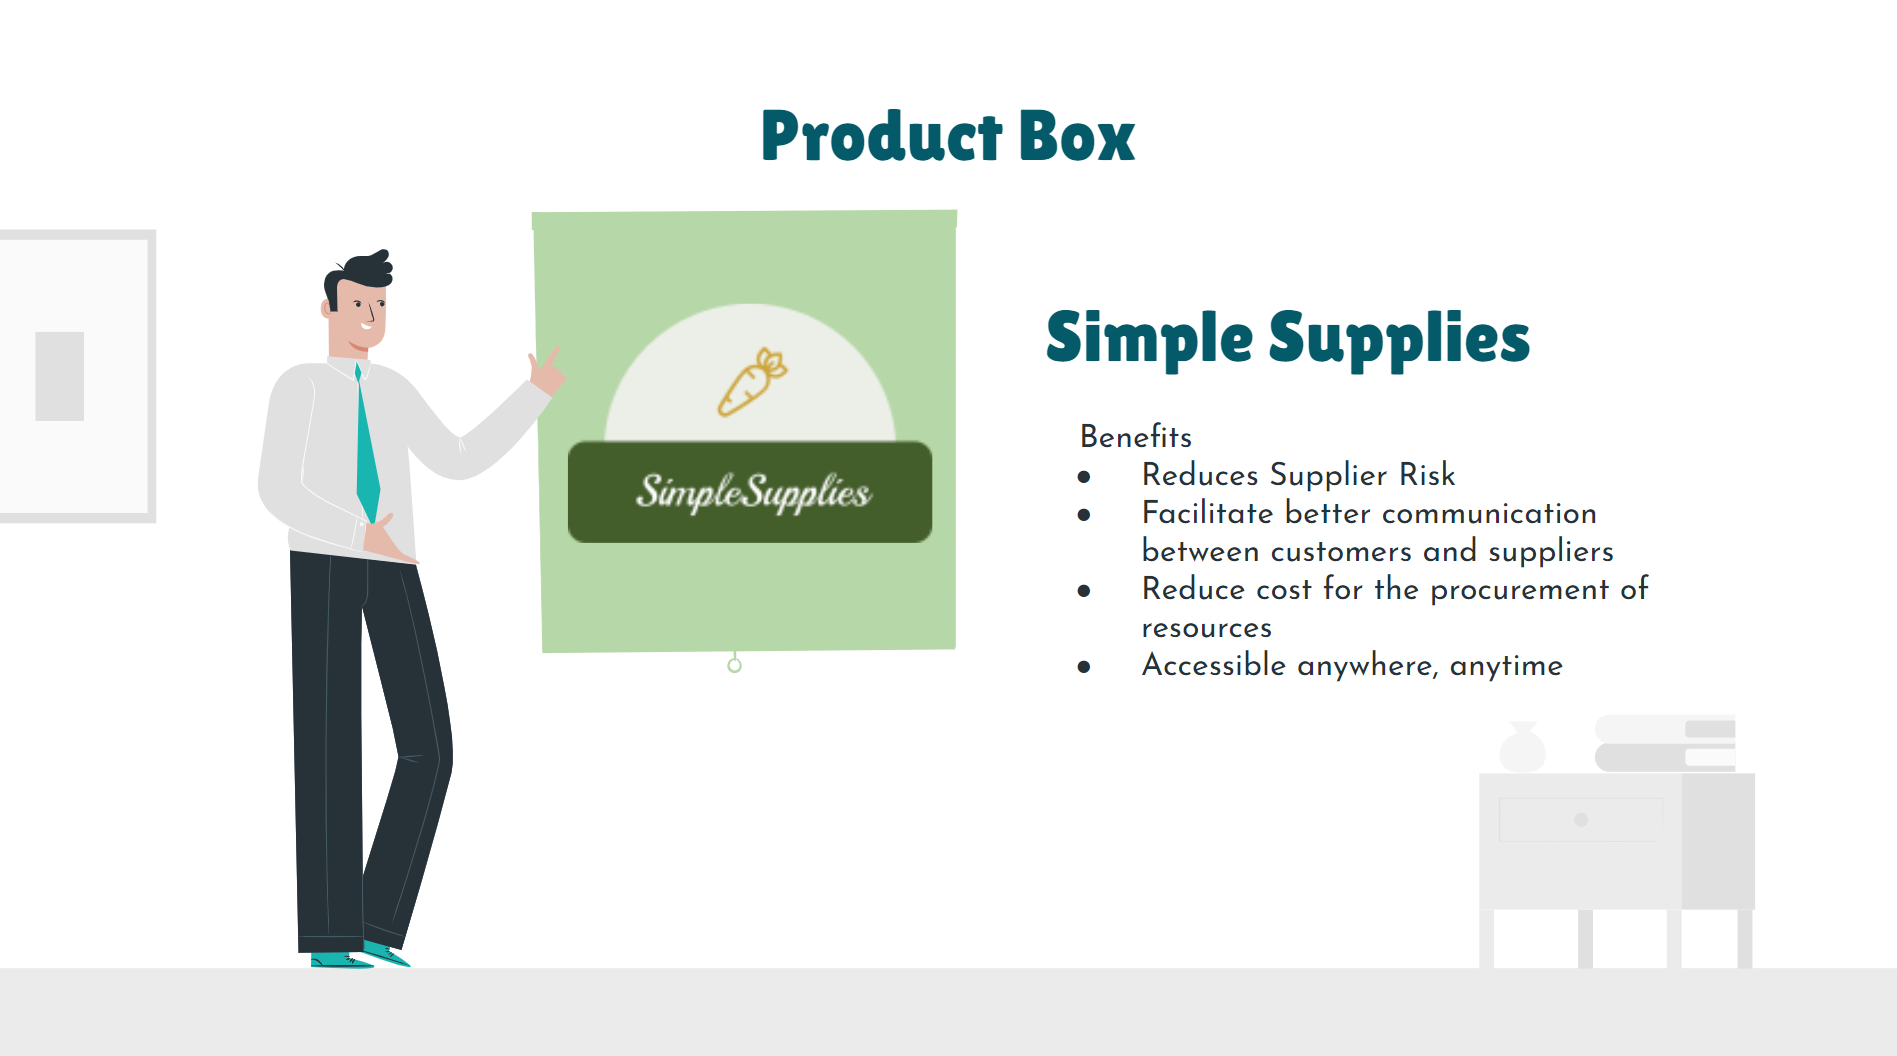 Product Box
SimpleSupplies
Simple Supplies
Benefits
● Reduces Supplier Risk
● Facilitate better communication
between customers and suppliers
● Reduce cost for the procurement of
resources
● Accessible anywhere, anytime